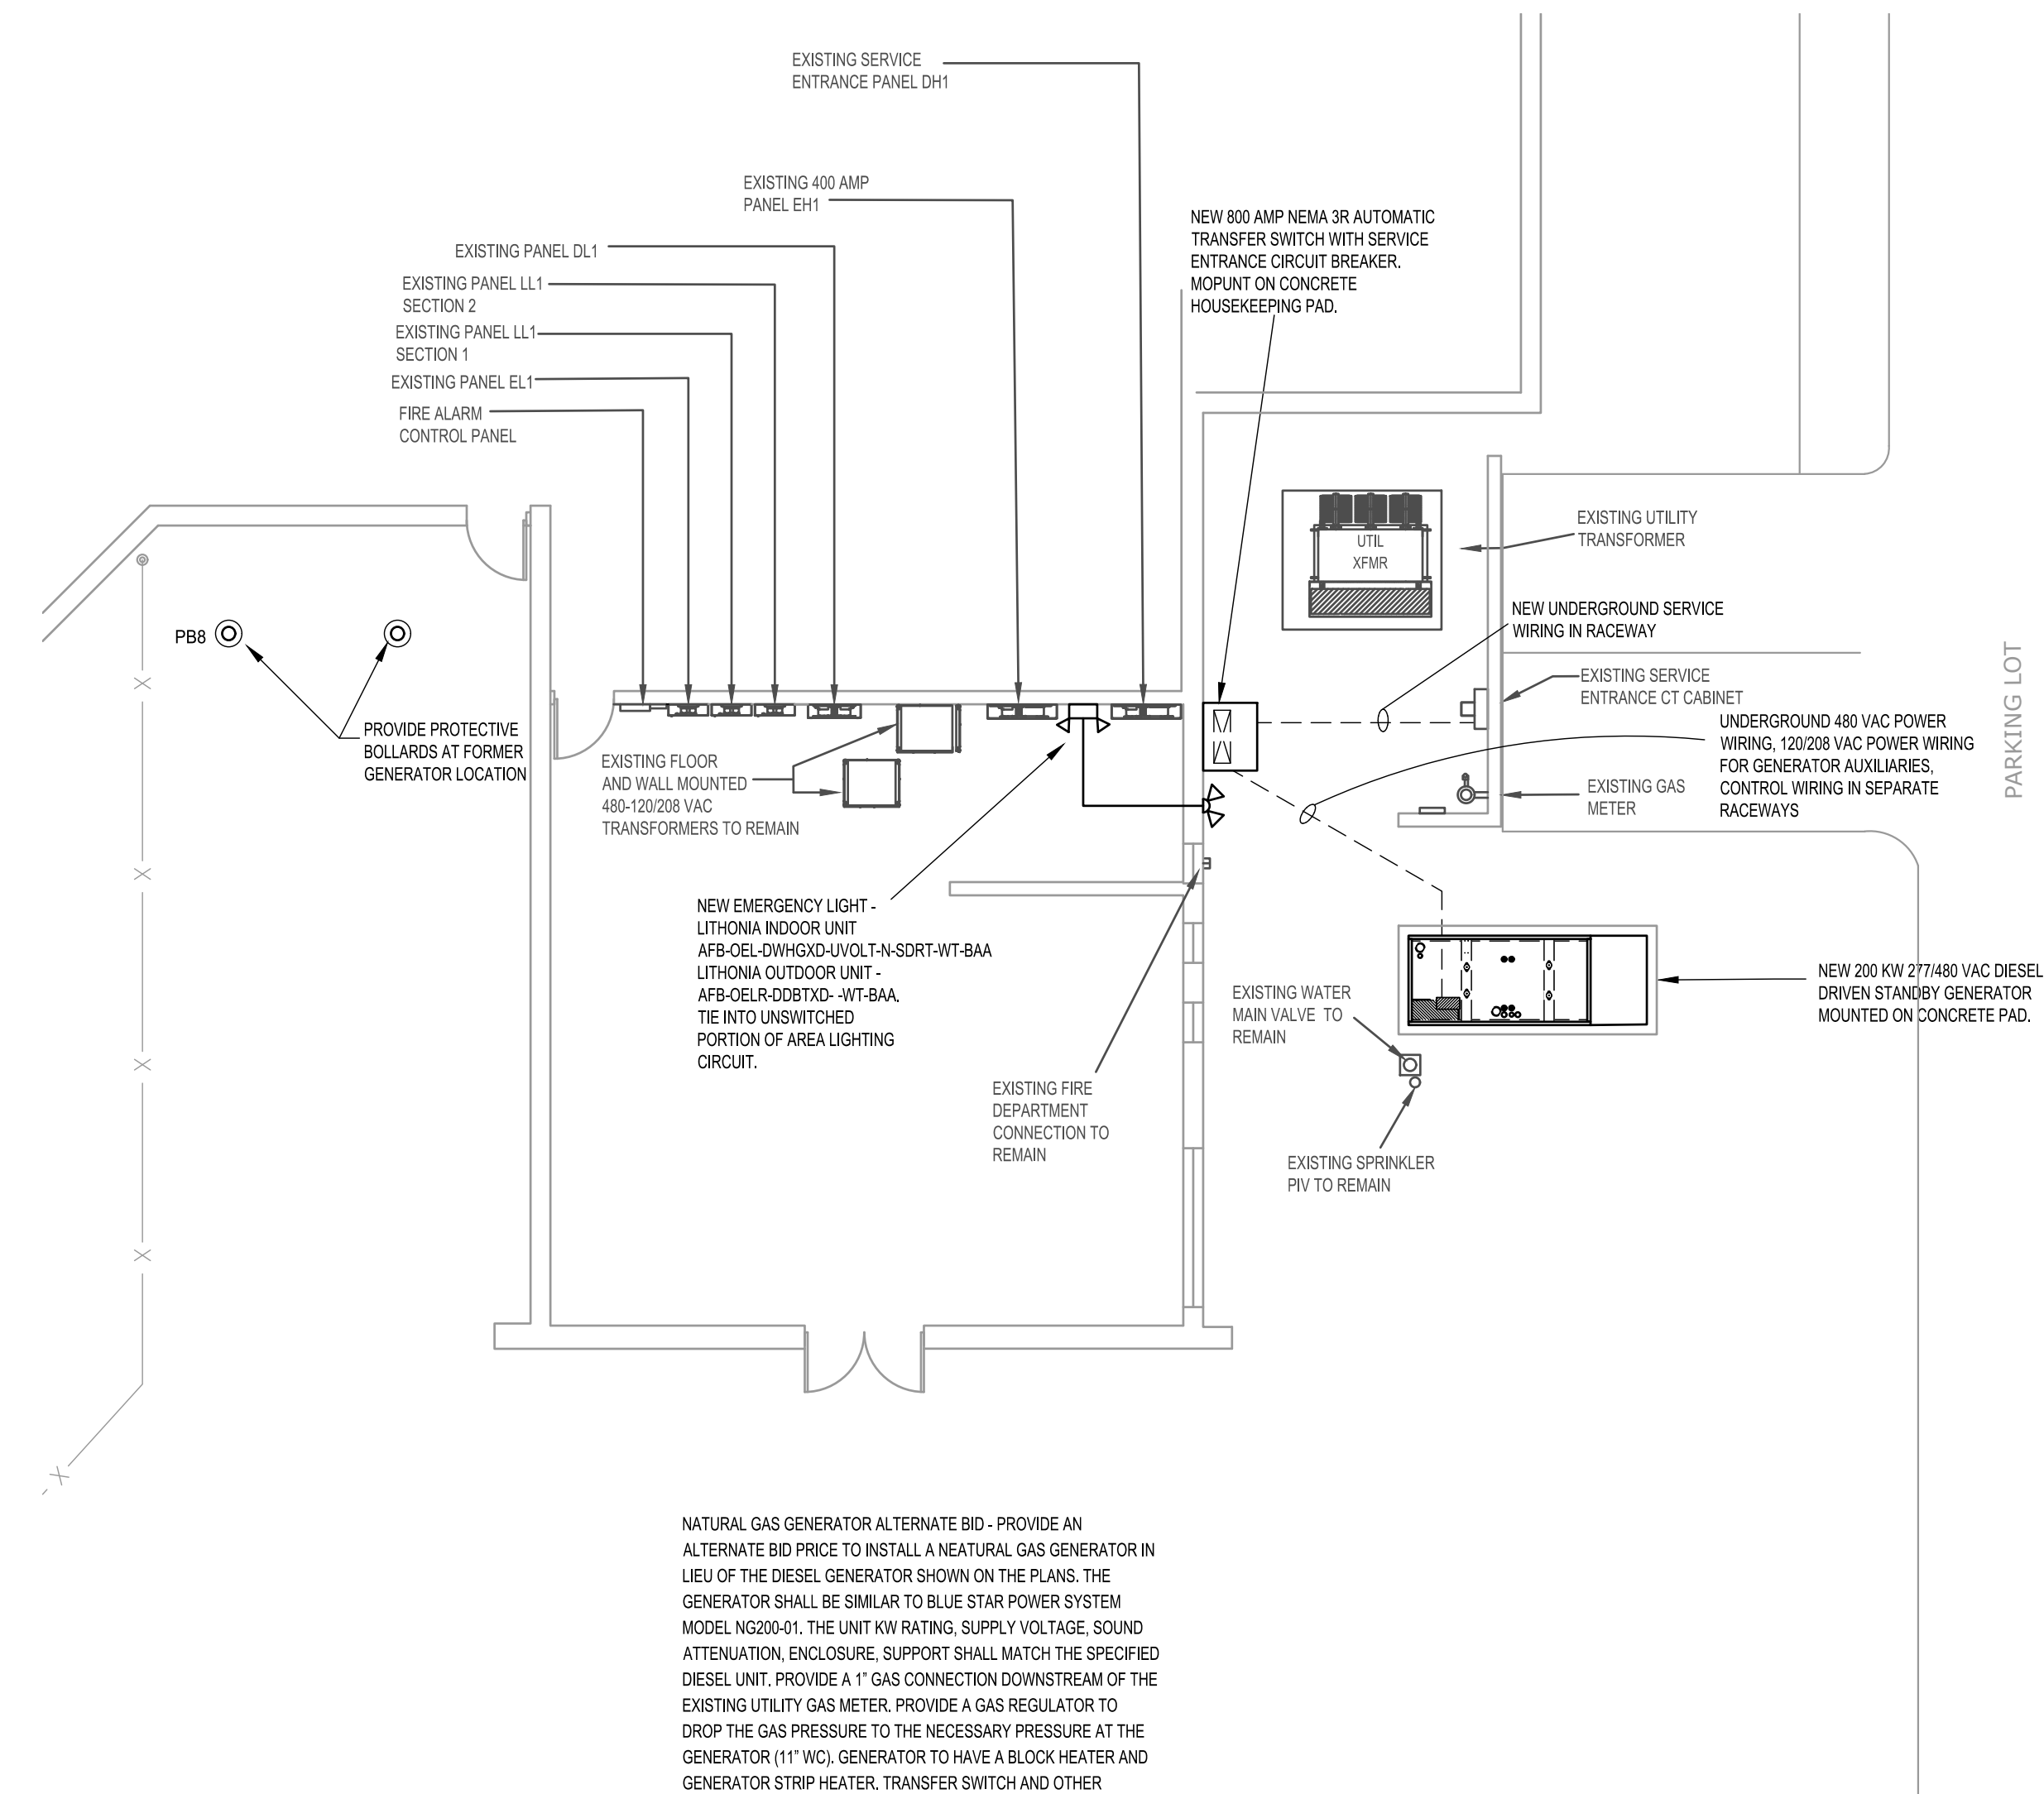 EXISTING SERVICE
ENTRANCE PANEL DH1
EXISTING 400 AMP
PANEL EH1
NEW 800 AMP NEMA 3R AUTOMATIC
TRANSFER SWITCH WITH SERVICE
ENTRANCE CIRCUIT BREAKER.
MOPUNT ON CONCRETE
HOUSEKEEPING PAD.
EXISTING PANEL DL1
EXISTING PANEL LL1
SECTION 2
EXISTING PANEL LL1
SECTION 1
EXISTING PANEL EL1
FIRE ALARM
CONTROL PANEL
EXISTING UTILITY
TRANSFORMER
UTIL
XFMR
NEW UNDERGROUND SERVICE
WIRING IN RACEWAY
PB8
EXISTING SERVICE
ENTRANCE CT CABINET
PARKING LOT
PROVIDE PROTECTIVE
BOLLARDS AT FORMER
GENERATOR LOCATION
UNDERGROUND 480 VAC POWER
WIRING, 120/208 VAC POWER WIRING
FOR GENERATOR AUXILIARIES,
CONTROL WIRING IN SEPARATE
RACEWAYS
EXISTING FLOOR
AND WALL MOUNTED
480-120/208 VAC
TRANSFORMERS TO REMAIN
EXISTING GAS
METER
X
X
X
X
X
NEW EMERGENCY LIGHT -
LITHONIA INDOOR UNIT
AFB-OEL-DWHGXD-UVOLT-N-SDRT-WT-BAA
LITHONIA OUTDOOR UNIT -
AFB-OELR-DDBTXD- -WT-BAA.
TIE INTO UNSWITCHED
PORTION OF AREA LIGHTING
CIRCUIT.
NEW 200 KW 277/480 VAC DIESEL
DRIVEN STANDBY GENERATOR
MOUNTED ON CONCRETE PAD.
EXISTING WATER
MAIN VALVE TO
REMAIN
EXISTING FIRE
DEPARTMENT
CONNECTION TO
REMAIN
EXISTING SPRINKLER
PIV TO REMAIN
NATURAL GAS GENERATOR ALTERNATE BID - PROVIDE AN
ALTERNATE BID PRICE TO INSTALL A NEATURAL GAS GENERATOR IN
LIEU OF THE DIESEL GENERATOR SHOWN ON THE PLANS. THE
GENERATOR SHALL BE SIMILAR TO BLUE STAR POWER SYSTEM
MODEL NG200-01. THE UNIT KW RATING, SUPPLY VOLTAGE, SOUND
ATTENUATION, ENCLOSURE, SUPPORT SHALL MATCH THE SPECIFIED
DIESEL UNIT. PROVIDE A 1" GAS CONNECTION DOWNSTREAM OF THE
EXISTING UTILITY GAS METER. PROVIDE A GAS REGULATOR TO
DROP THE GAS PRESSURE TO THE NECESSARY PRESSURE AT THE
GENERATOR (11" WC). GENERATOR TO HAVE A BLOCK HEATER AND
GENERATOR STRIP HEATER. TRANSFER SWITCH AND OTHER